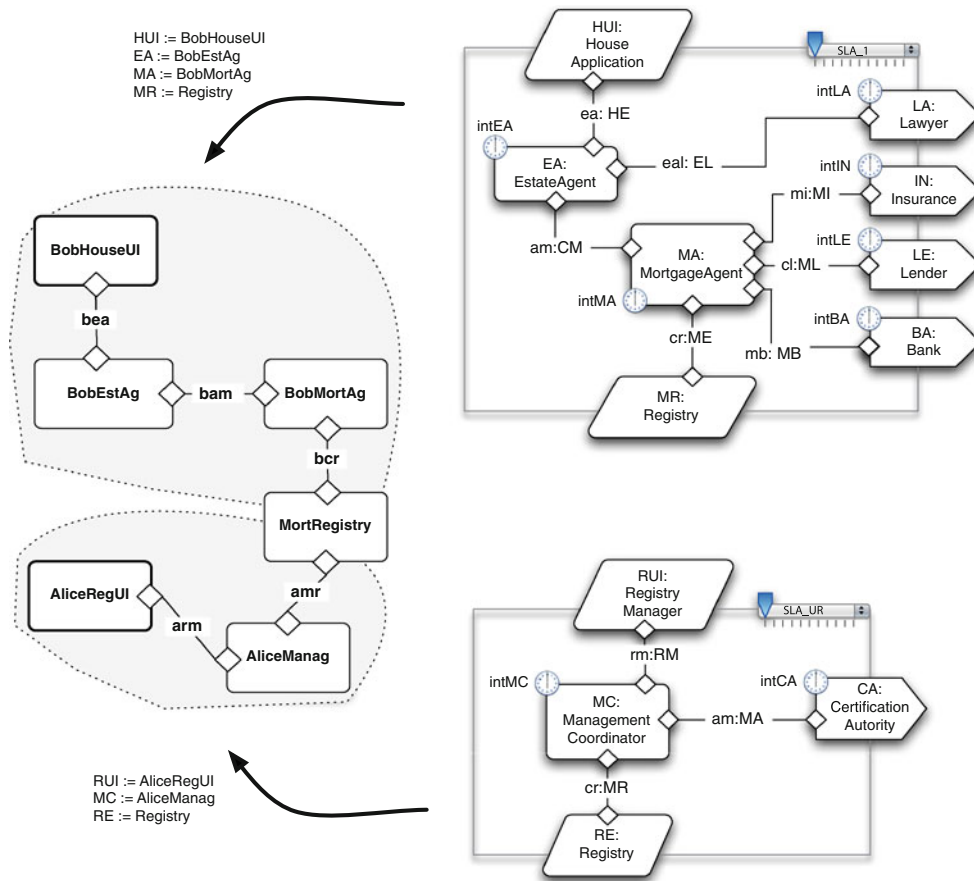 HUI := BobHouseUI
EA := BobEstAg
MA := BobMortAg
MR := Registry
HUI:
House
Application
SLA_1
intLA
LA:
Lawyer
ea: HE
intEA
EA:
EstateAgent
eal: EL
intIN
IN:
Insurance
mi:MI
am:CM
MA:
MortgageAgent
intMA
intLE
LE:
Lender
cl:ML
intBA
BA:
Bank
cr:ME
mb: MB
MR:
Registry
BobHouseUI
bea
BobEstAg
bam
BobMortAg
bcr
MortRegistry
AliceRegUI
amr
arm
AliceManag
RUI:
Registry
Manager
SLA_UR
rm:RM
intMC
MC:
Management
Coordinator
intCA
CA:
Certification
Autority
am:MA
cr:MR
RE:
Registry
RUI := AliceRegUI
MC := AliceManag
RE := Registry